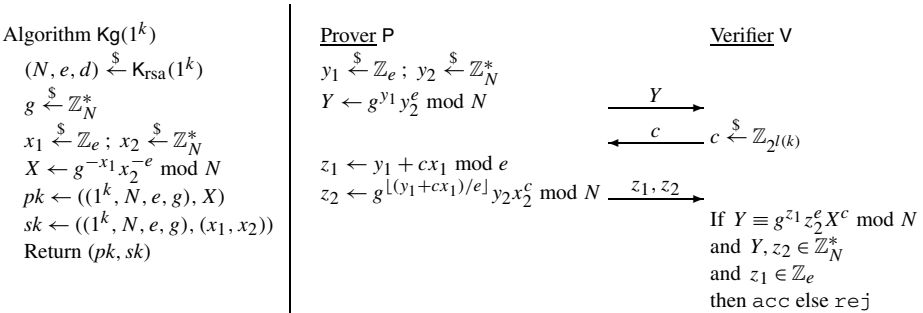 Algorithm Kg(1^k)
(N, e, d) ←$ K_rsa(1^k)
g ←$ ℤ*_N
x_1 ←$ ℤ_e ; x_2 ←$ ℤ*_N
X ← g^{−x_1} x_2^{−e} mod N
pk ← ((1^k, N, e, g), X)
sk ← ((1^k, N, e, g), (x_1, x_2))
Return (pk, sk)
Prover P
y_1 ←$ ℤ_e ; y_2 ←$ ℤ*_N
Y ← g^{y_1} y_2^e mod N
Y
c
z_1 ← y_1 + cx_1 mod e
z_2 ← g^{⌊(y_1+cx_1)/e⌋} y_2 x_2^c mod N
z_1, z_2
Verifier V
c ←$ ℤ_{2^{l(k)}}
If Y ≡ g^{z_1} z_2^e X^c mod N
and Y, z_2 ∈ ℤ*_N
and z_1 ∈ ℤ_e
then acc else rej